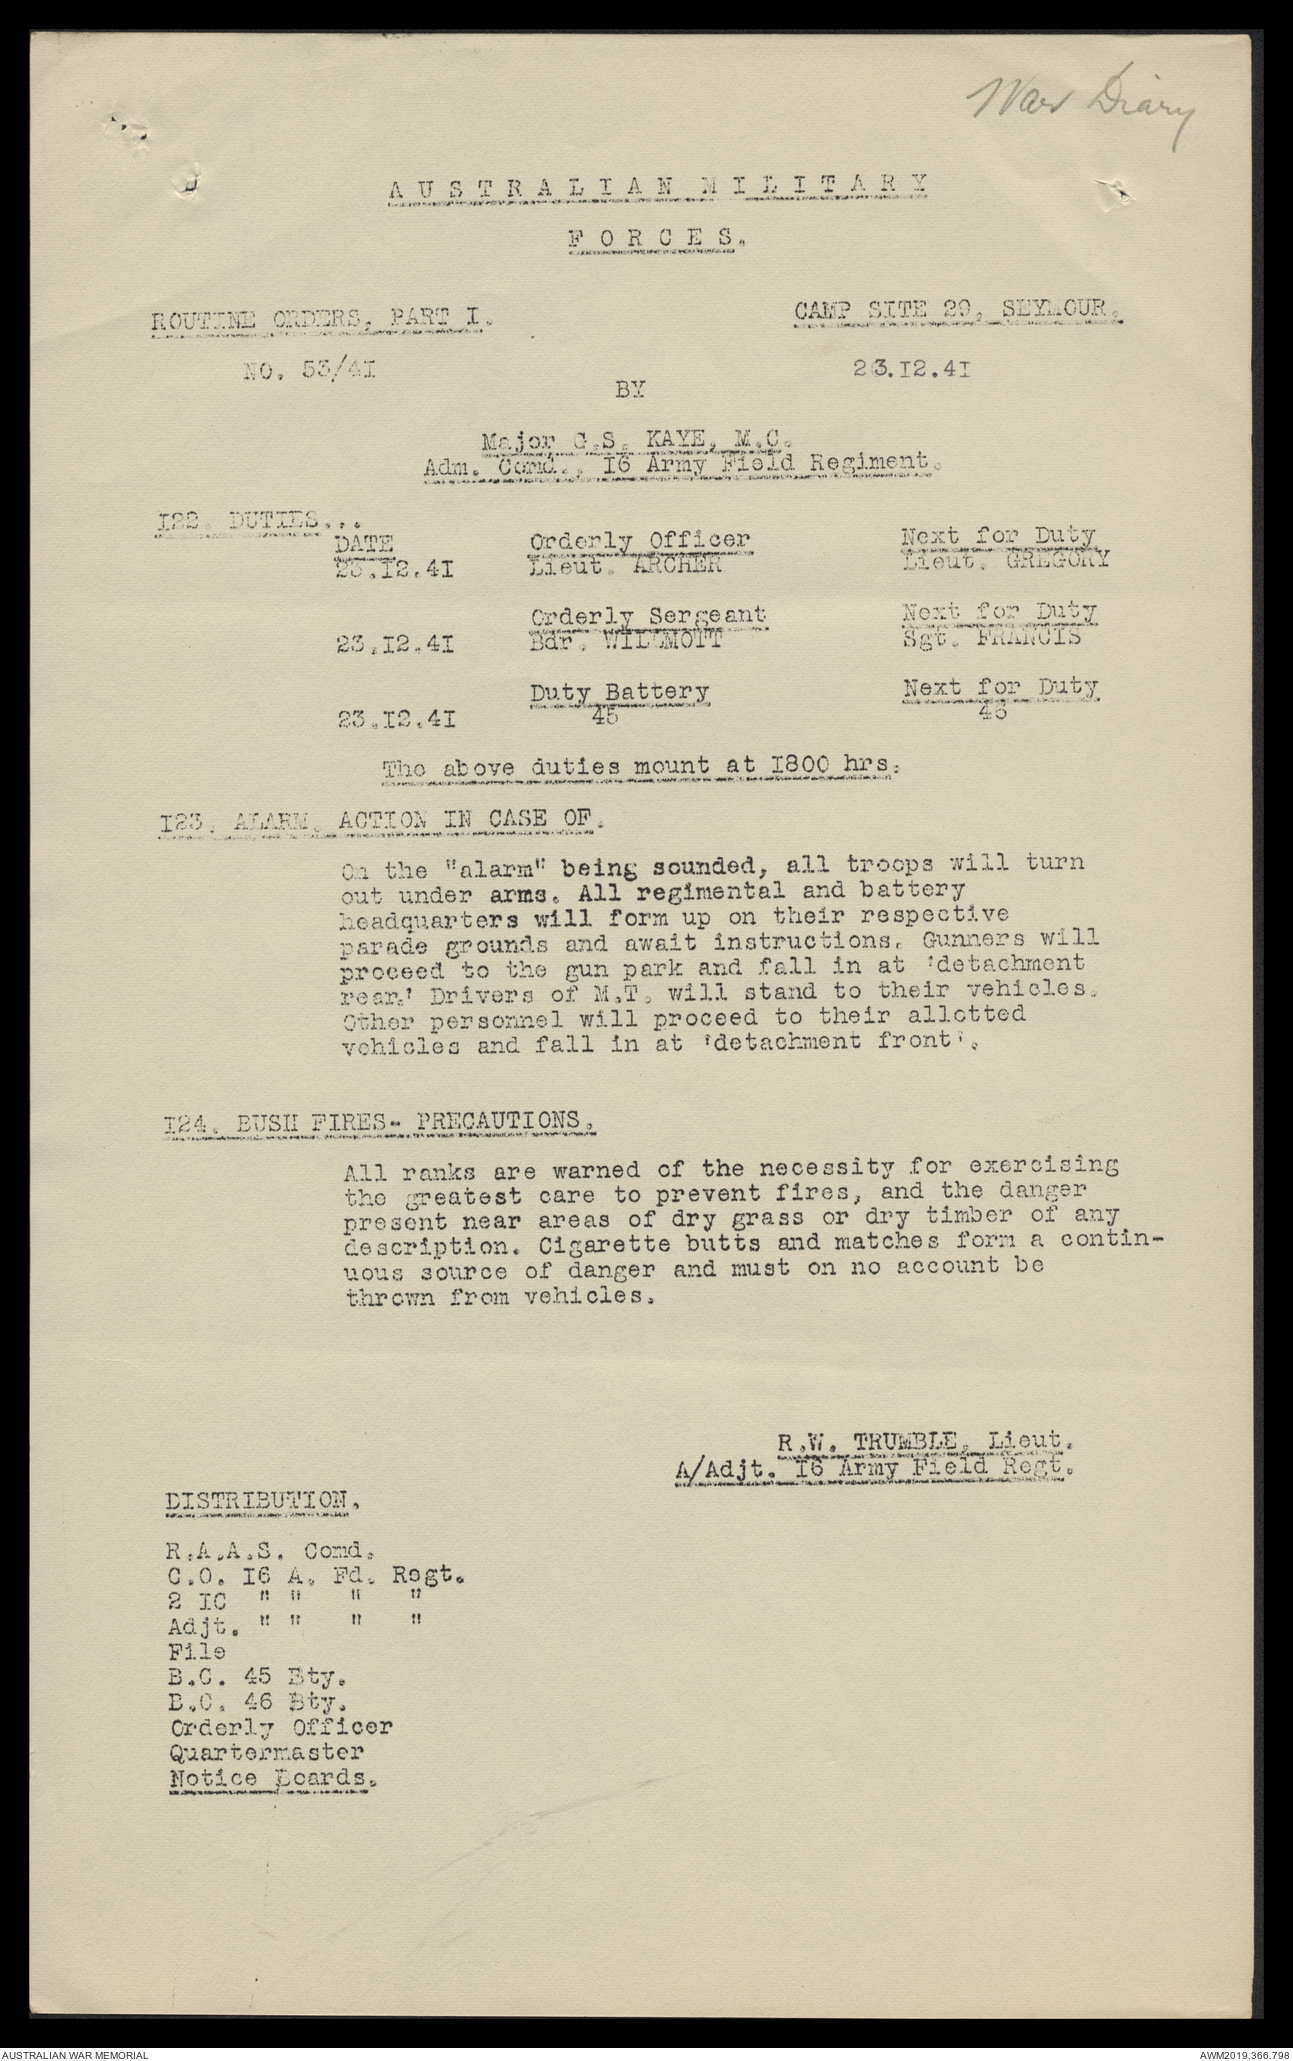 War Diary
AUSTRALIAN MILITARY
FORCES.
ROUTINE ORDERS, PART I. CAMP SITE 29, SEYMOUR.
NO. 53/4I 23.I2.4I
BY
Major G.S. KAYE, M.C.
Adm. Comd., I6 Army Field Regiment.
I22. DUTIES...
DATE Orderly Officer Next for Duty
23.I2.4I Lieut. ARCHER Lieut. GREGORY
Orderly Sergeant Next for Duty
23.I2.4I Bdr. WILLMOTT Sgt. FRANCIS
Duty Battery Next for Duty
23.I2.4I 45 46
The above duties mount at I800 hrs.
I23. ALARM, ACTION IN CASE OF.
On the "alarm" being sounded, all troops will turn
out under arms. All regimental and battery
headquarters will form up on their respective
parade grounds and await instructions. Gunners will
proceed to the gun park and fall in at 'detachment
rear.' Drivers of M.T. will stand to their vehicles.
Other personnel will proceed to their allotted
vehicles and fall in at 'detachment front'.
I24. BUSH FIRES- PRECAUTIONS.
All ranks are warned of the necessity for exercising
the greatest care to prevent fires, and the danger
present near areas of dry grass or dry timber of any
description. Cigarette butts and matches form a contin-
uous source of danger and must on no account be
thrown from vehicles.
R.W. TRUMBLE, Lieut.
A/Adjt. I6 Army Field Regt.
DISTRIBUTION.
R.A.A.S. Comd.
C.O. I6 A. Fd. Regt.
2 IC " " " "
Adjt. " " " "
File
B.C. 45 Bty.
B.C. 46 Bty.
Orderly Officer
Quartermaster
Notice Boards.
AUSTRALIAN WAR MEMORIAL AWM2019.366.798